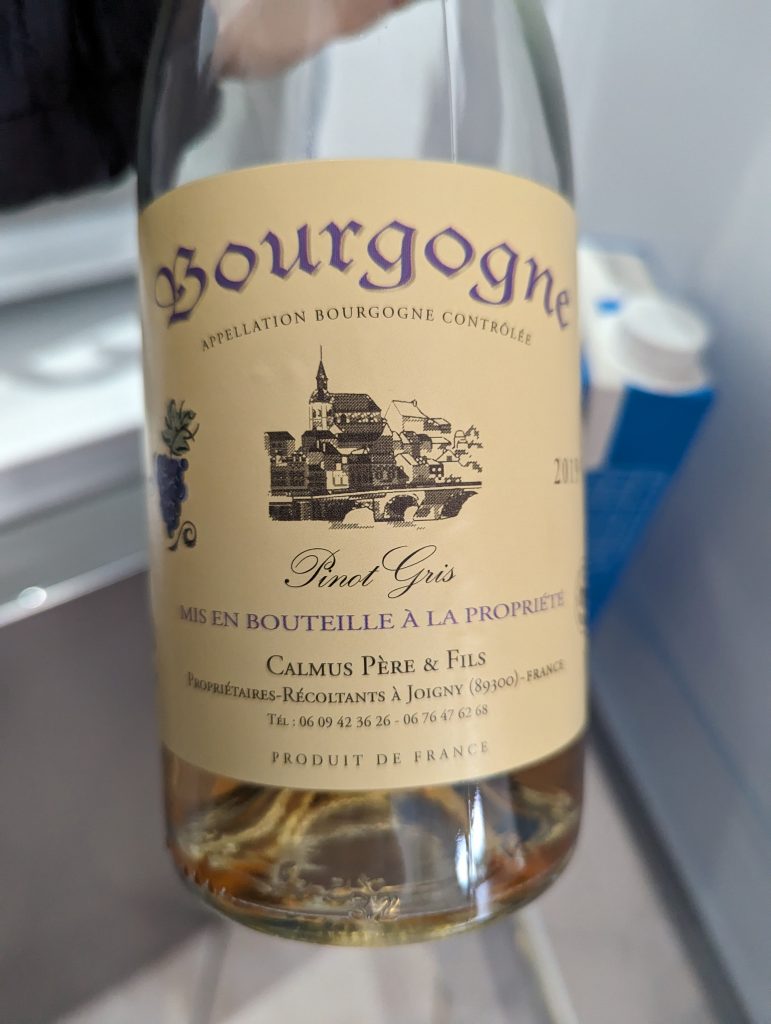 Bourgogne
APPELLATION BOURGOGNE CONTRÔLÉE
Pinot Gris
MIS EN BOUTEILLE À LA PROPRIÉTÉ
CALMUS PÈRE & FILS
PROPRIÉTAIRES-RÉCOLTANTS À JOIGNY (89300)-FRANCE
TÉL : 06 09 42 36 26 - 06 76 47 62 68
PRODUIT DE FRANCE